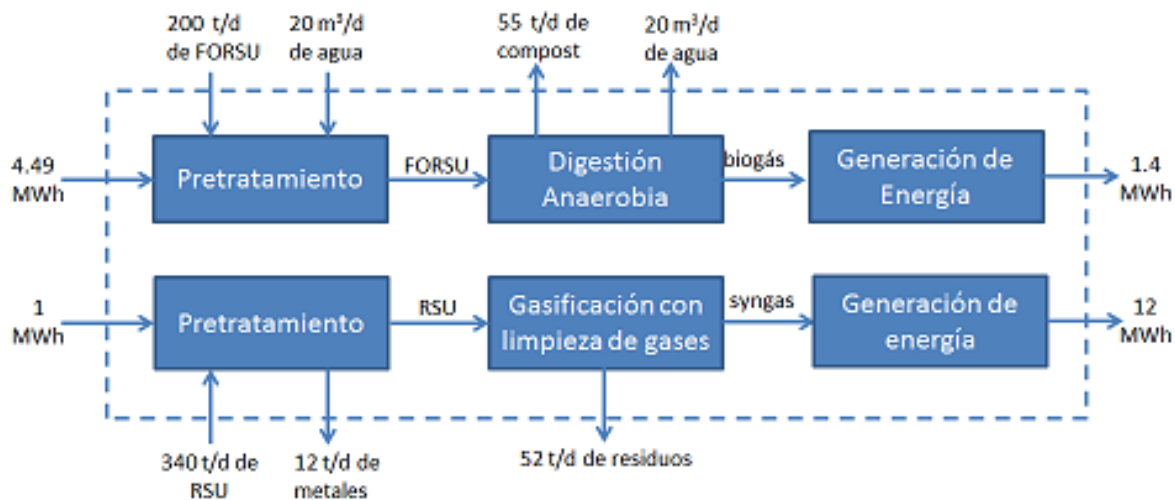 200 t/d
de FORSU
20 m³/d
de agua
55 t/d de
compost
20 m³/d
de agua
4.49
MWh
Pretratamiento
FORSU
Digestión
Anaerobia
biogás
Generación de
Energía
1.4
MWh
1
MWh
Pretratamiento
RSU
Gasificación con
limpieza de gases
syngas
Generación de
energía
12
MWh
340 t/d de
RSU
12 t/d de
metales
52 t/d de residuos